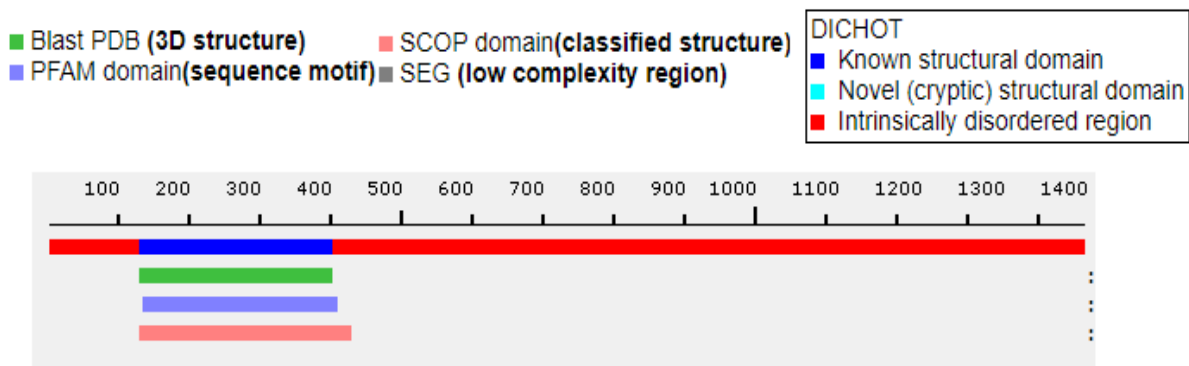 Blast PDB (3D structure) SCOP domain(classified structure)
PFAM domain(sequence motif) SEG (low complexity region)
DICHOT
Known structural domain
Novel (cryptic) structural domain
Intrinsically disordered region
100 200 300 400 500 600 700 800 900 1000 1100 1200 1300 1400
:
:
: